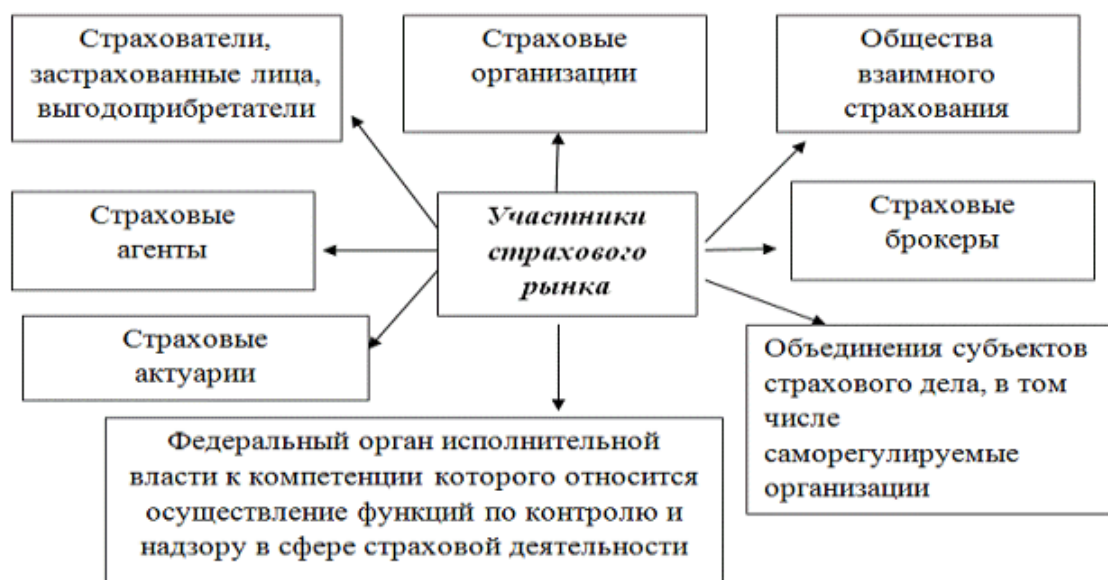 Страхователи,
застрахованные лица,
выгодоприбретатели
Страховые
организации
Общества
взаимного
страхования
Страховые
агенты
Участники
страхового
рынка
Страховые
брокеры
Страховые
актуарии
Объединения субъектов
страхового дела, в том
числе
саморегулируемые
организации
Федеральный орган исполнительной
власти к компетенции которого относится
осуществление функций по контролю и
надзору в сфере страховой деятельности